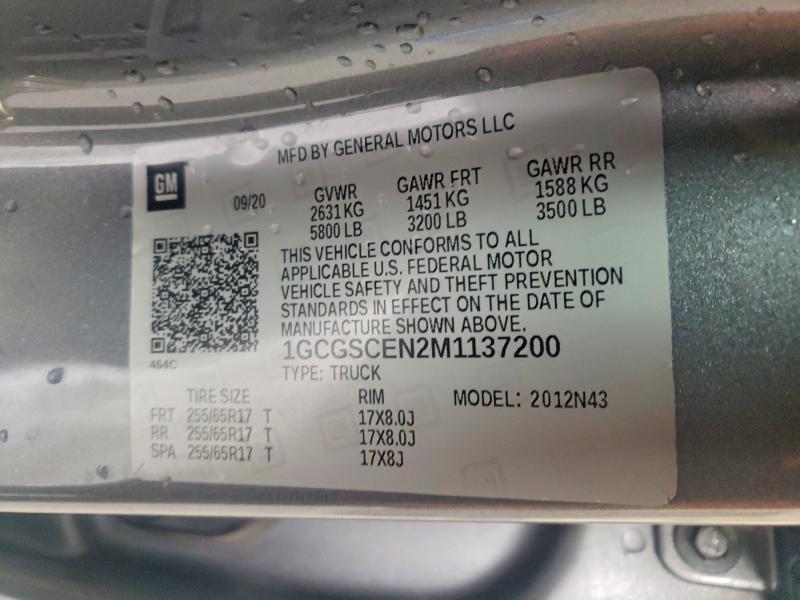 MFD BY GENERAL MOTORS LLC
GM
09/20
GVWR GAWR FRT GAWR RR
2631 KG 1451 KG 1588 KG
5800 LB 3200 LB 3500 LB
THIS VEHICLE CONFORMS TO ALL
APPLICABLE U.S. FEDERAL MOTOR
VEHICLE SAFETY AND THEFT PREVENTION
STANDARDS IN EFFECT ON THE DATE OF
MANUFACTURE SHOWN ABOVE.
1GCGSCEN2M1137200
464C
TYPE: TRUCK
TIRE SIZE RIM MODEL: 2012N43
FRT 255/65R17 T 17X8.0J
RR 255/65R17 T 17X8.0J
SPA 255/65R17 T 17X8J